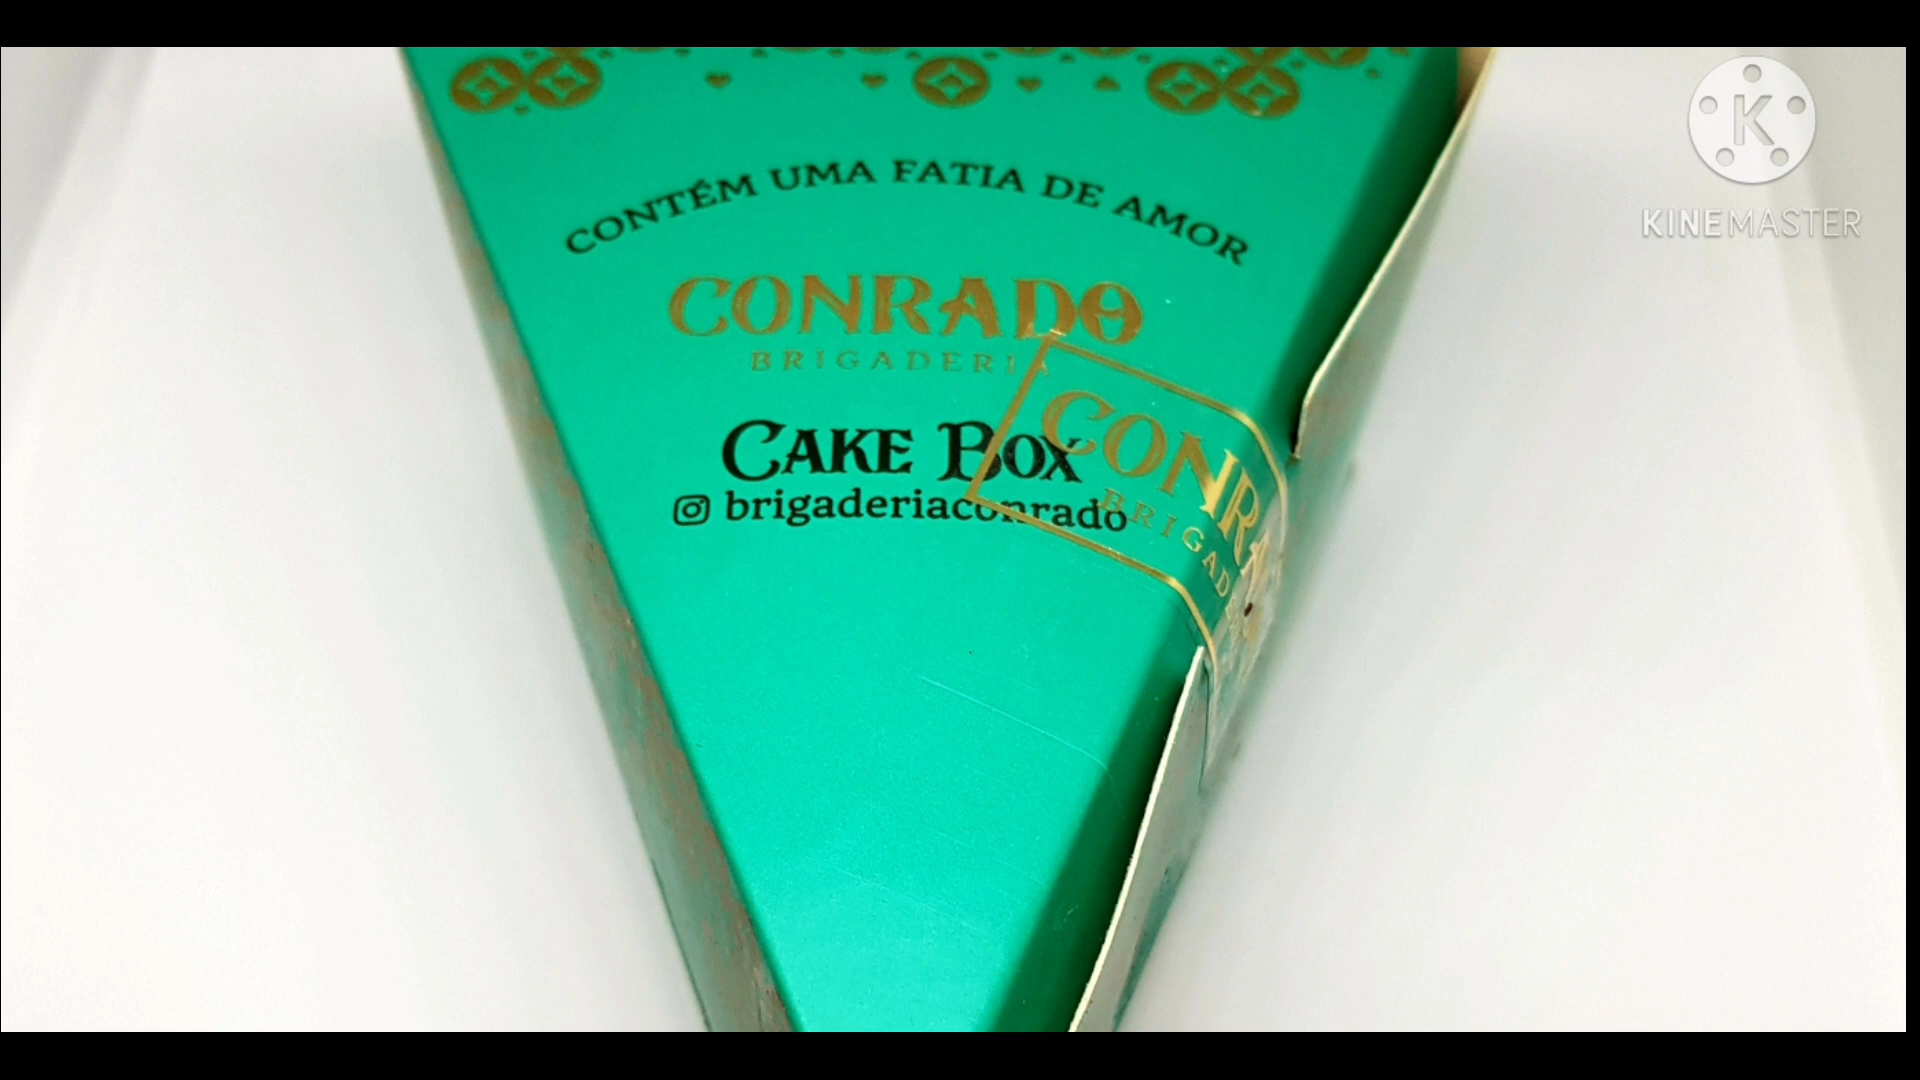 CONTÉM UMA FATIA DE AMOR
CONRADO
BRIGADERIA
CAKE BOX
brigaderiaconrado
K
KINEMASTER